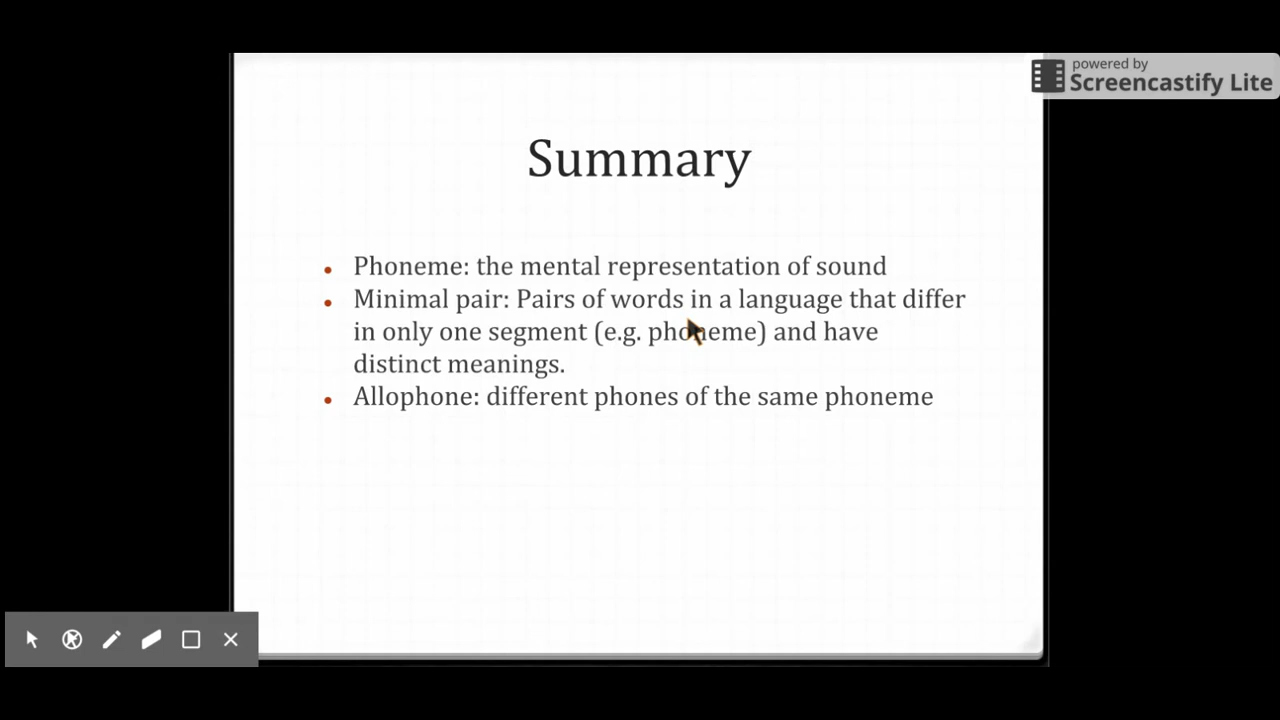 powered by
Screencastify Lite
Summary
Phoneme: the mental representation of sound
Minimal pair: Pairs of words in a language that differ
in only one segment (e.g. phoneme) and have
distinct meanings.
Allophone: different phones of the same phoneme